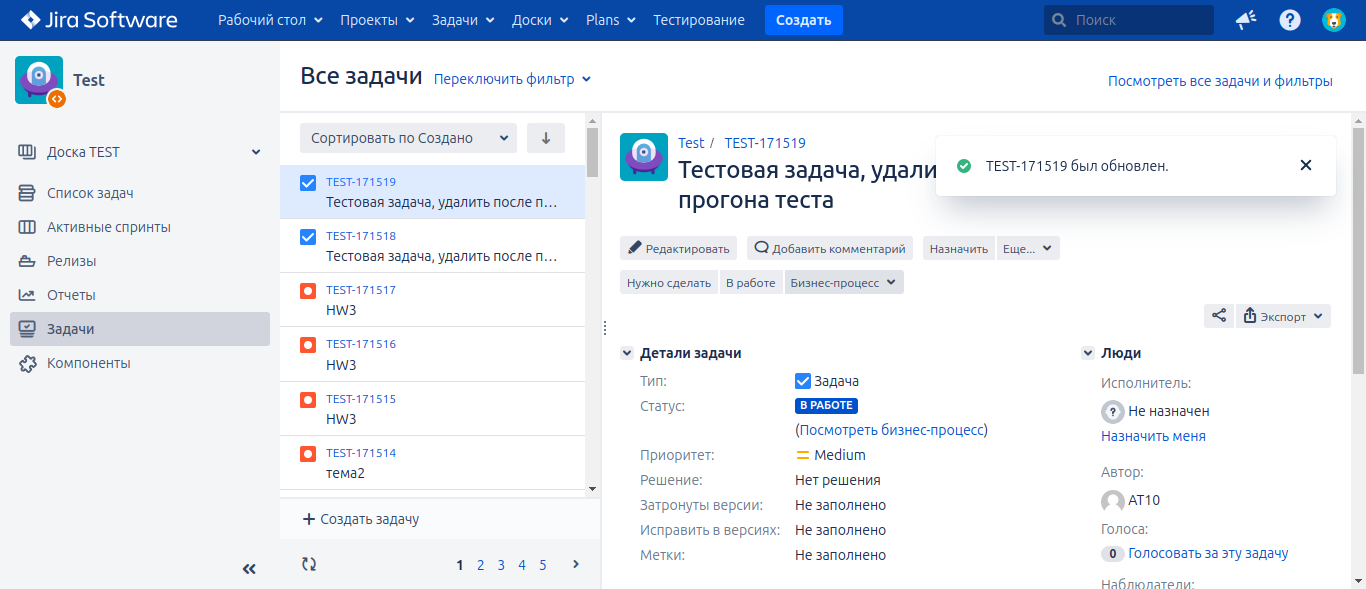 Jira Software
Рабочий стол
Проекты
Задачи
Доски
Plans
Тестирование
Создать
Поиск
Test
Доска TEST
Список задач
Активные спринты
Релизы
Отчеты
Задачи
Компоненты
Все задачи
Переключить фильтр
Посмотреть все задачи и фильтры
Сортировать по Создано
TEST-171519
Тестовая задача, удалить после п…
TEST-171518
Тестовая задача, удалить после п…
TEST-171517
HW3
TEST-171516
HW3
TEST-171515
HW3
TEST-171514
тема2
+ Создать задачу
1 2 3 4 5
Test / TEST-171519
Тестовая задача, удали
прогона теста
TEST-171519 был обновлен.
Редактировать
Добавить комментарий
Назначить
Еще...
Нужно сделать
В работе
Бизнес-процесс
Экспорт
Детали задачи
Тип: Задача
Статус: В РАБОТЕ
(Посмотреть бизнес-процесс)
Приоритет: Medium
Решение: Нет решения
Затронуты версии: Не заполнено
Исправить в версиях: Не заполнено
Метки: Не заполнено
Люди
Исполнитель:
? Не назначен
Назначить меня
Автор:
AT10
Голоса:
0 Голосовать за эту задачу
Наблюдатели: